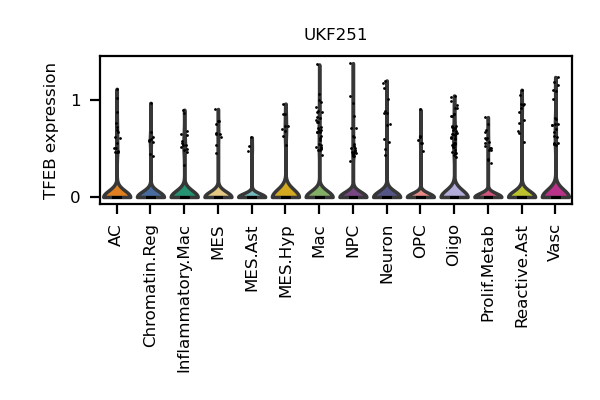 UKF251
TFEB expression
1
0
AC
Chromatin.Reg
Inflammatory.Mac
MES
MES.Ast
MES.Hyp
Mac
NPC
Neuron
OPC
Oligo
Prolif.Metab
Reactive.Ast
Vasc